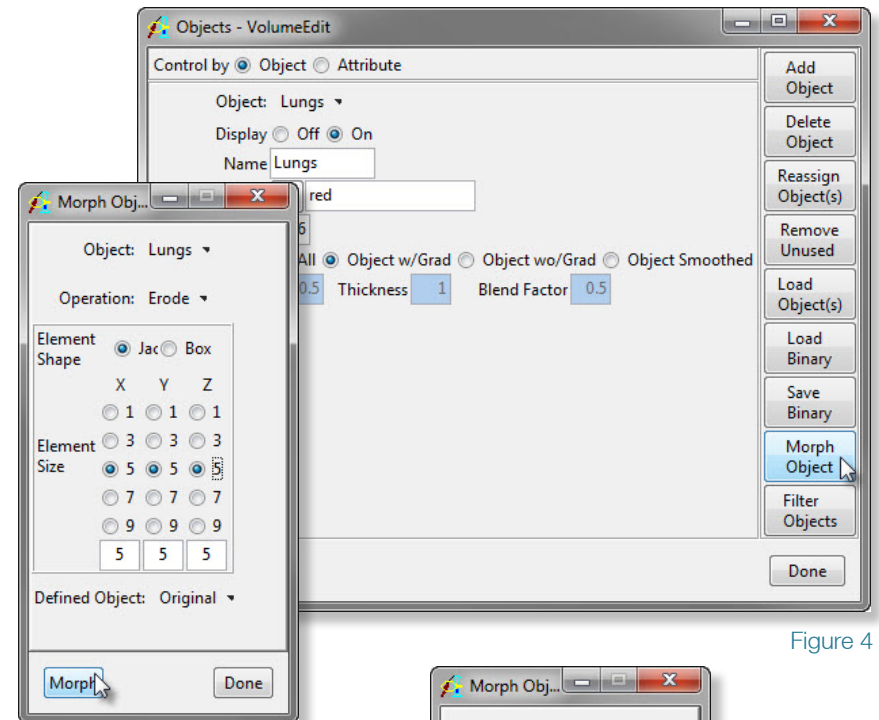 Objects - VolumeEdit
Control by Object Attribute
Object: Lungs
Display Off On
Name Lungs
red
6
All Object w/Grad Object wo/Grad Object Smoothed
0.5 Thickness 1 Blend Factor 0.5
Add
Object
Delete
Object
Reassign
Object(s)
Remove
Unused
Load
Object(s)
Load
Binary
Save
Binary
Morph
Object
Filter
Objects
Done
Morph Obj...
Object: Lungs
Operation: Erode
Element
Shape
Jac Box
X Y Z
1 1 1
3 3 3
Element
Size
5 5 5
7 7 7
9 9 9
5 5 5
Defined Object: Original
Morph
Done
Figure 4
Morph Obj...